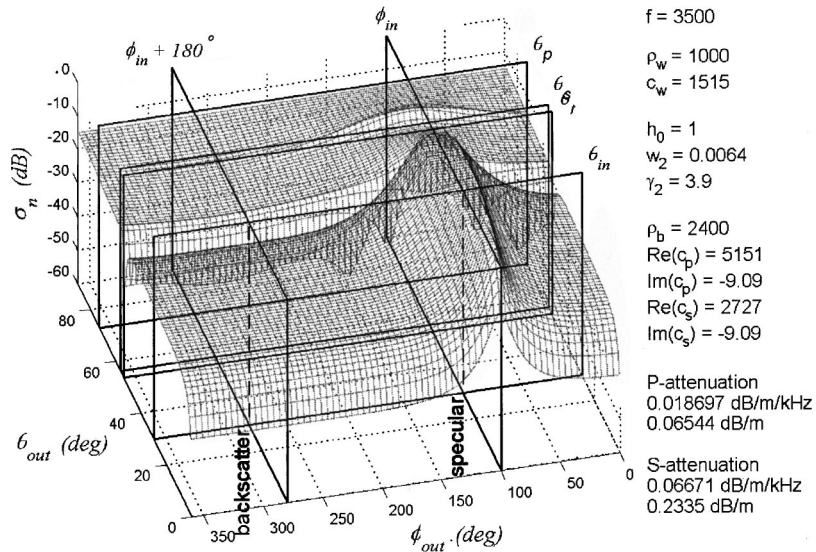 ϕin + 180°
ϕin
θp
θs
θt
θin
.0
-10
-20
-30
-40
-50
-60
σn (dB)
80
60
40
20
0
θout (deg)
350
300
250
200
150
100
50
0
ϕout. (deg)
backscatter
specular
f = 3500
ρw = 1000
cw = 1515
h0 = 1
w2 = 0.0064
γ2 = 3.9
ρb = 2400
Re(cp) = 5151
Im(cp) = -9.09
Re(cs) = 2727
Im(cs) = -9.09
P-attenuation
0.018697 dB/m/kHz
0.06544 dB/m
S-attenuation
0.06671 dB/m/kHz
0.2335 dB/m